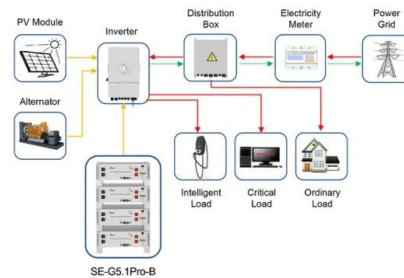 PV Module
Inverter
Distribution
Box
Electricity
Meter
Power
Grid
Alternator
Intelligent
Load
Critical
Load
Ordinary
Load
SE-G5.1Pro-B